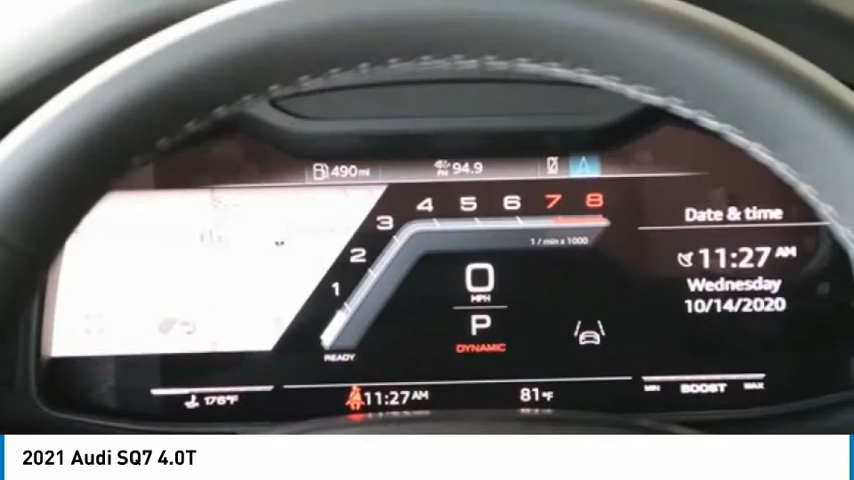 490mi
FM 94.9
1 2 3 4 5 6 7 8
1 / min x 1000
0
MPH
P
DYNAMIC
READY
Date & time
11:27 AM
Wednesday
10/14/2020
176°F
11:27 AM
81°F
MIN BOOST MAX
2021 Audi SQ7 4.0T